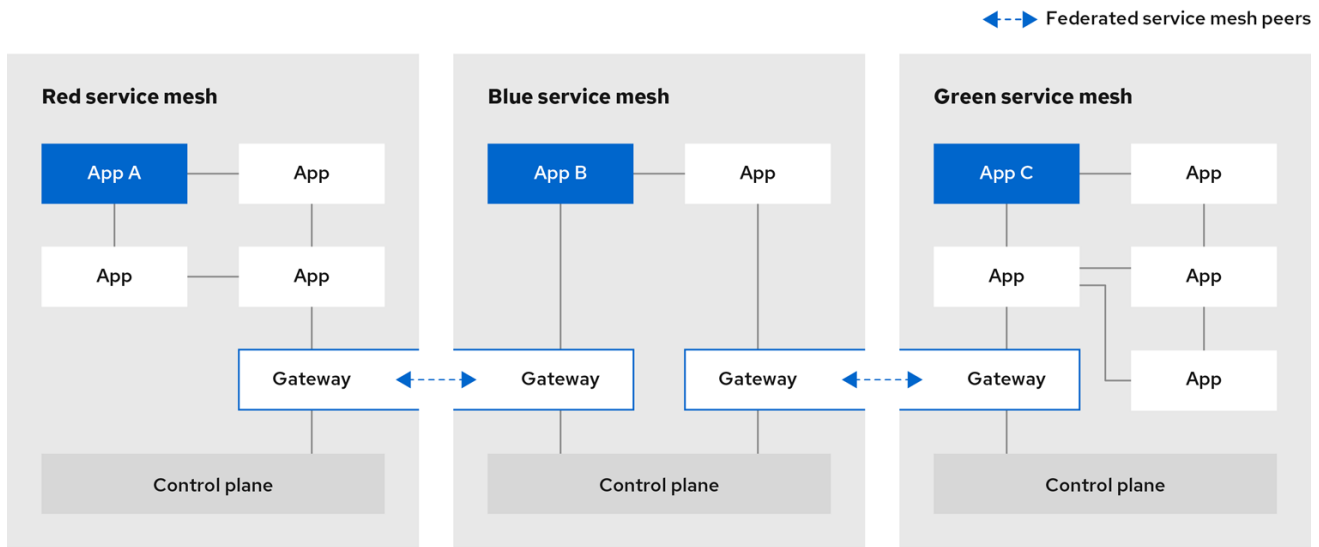 Federated service mesh peers
Red service mesh
App A
App
App
App
Gateway
Control plane
Blue service mesh
App B
App
Gateway
Gateway
Control plane
Green service mesh
App C
App
App
App
Gateway
App
Control plane